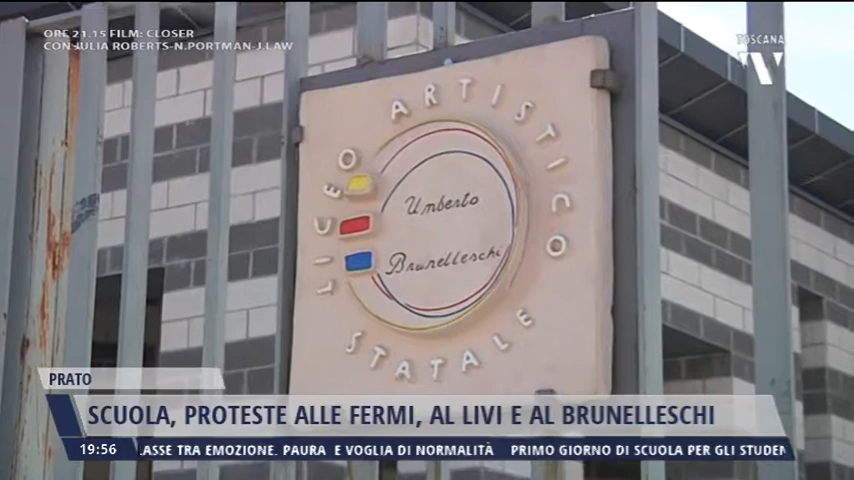 ORE 21.15 FILM: CLOSER
CON JULIA ROBERTS-N.PORTMAN-J.LAW
TOSCANA
TV
LICEO ARTISTICO
Umberto
Brunelleschi
STATALE
PRATO
SCUOLA, PROTESTE ALLE FERMI, AL LIVI E AL BRUNELLESCHI
19:56 LASSE TRA EMOZIONE. PAURA E VOGLIA DI NORMALITÀ PRIMO GIORNO DI SCUOLA PER GLI STUDEN